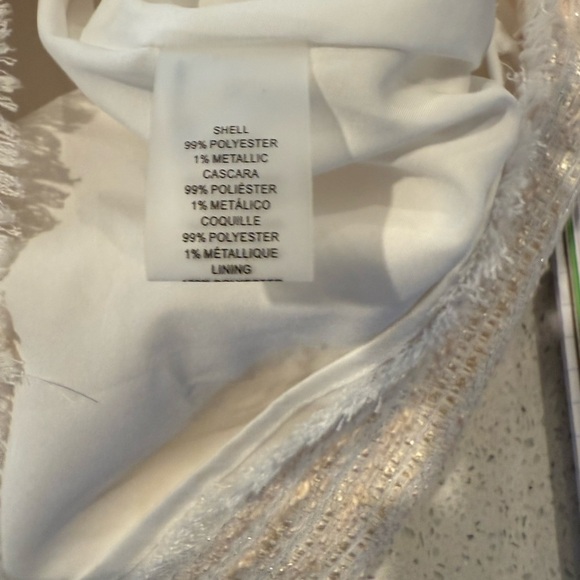 SHELL
99% POLYESTER
1% METALLIC
CASCARA
99% POLIÉSTER
1% METÁLICO
COQUILLE
99% POLYESTER
1% MÉTALLIQUE
LINING